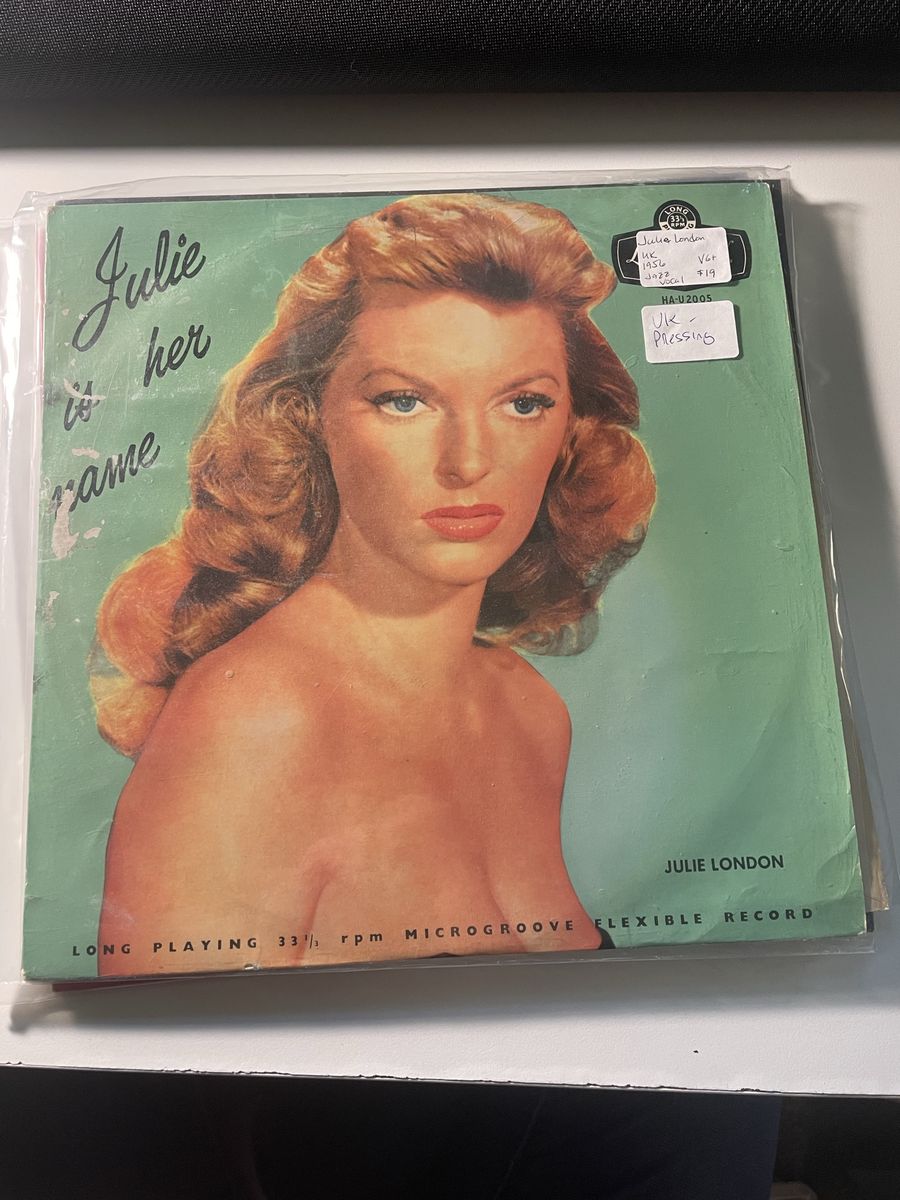 Julie
is her
name
LONG
33⅓
RPM
Julie London
UK
1956 VG+
Jazz $19
Vocal
HA-U2005
UK -
Pressing
JULIE LONDON
LONG PLAYING 33⅓ rpm MICROGROOVE FLEXIBLE RECORD